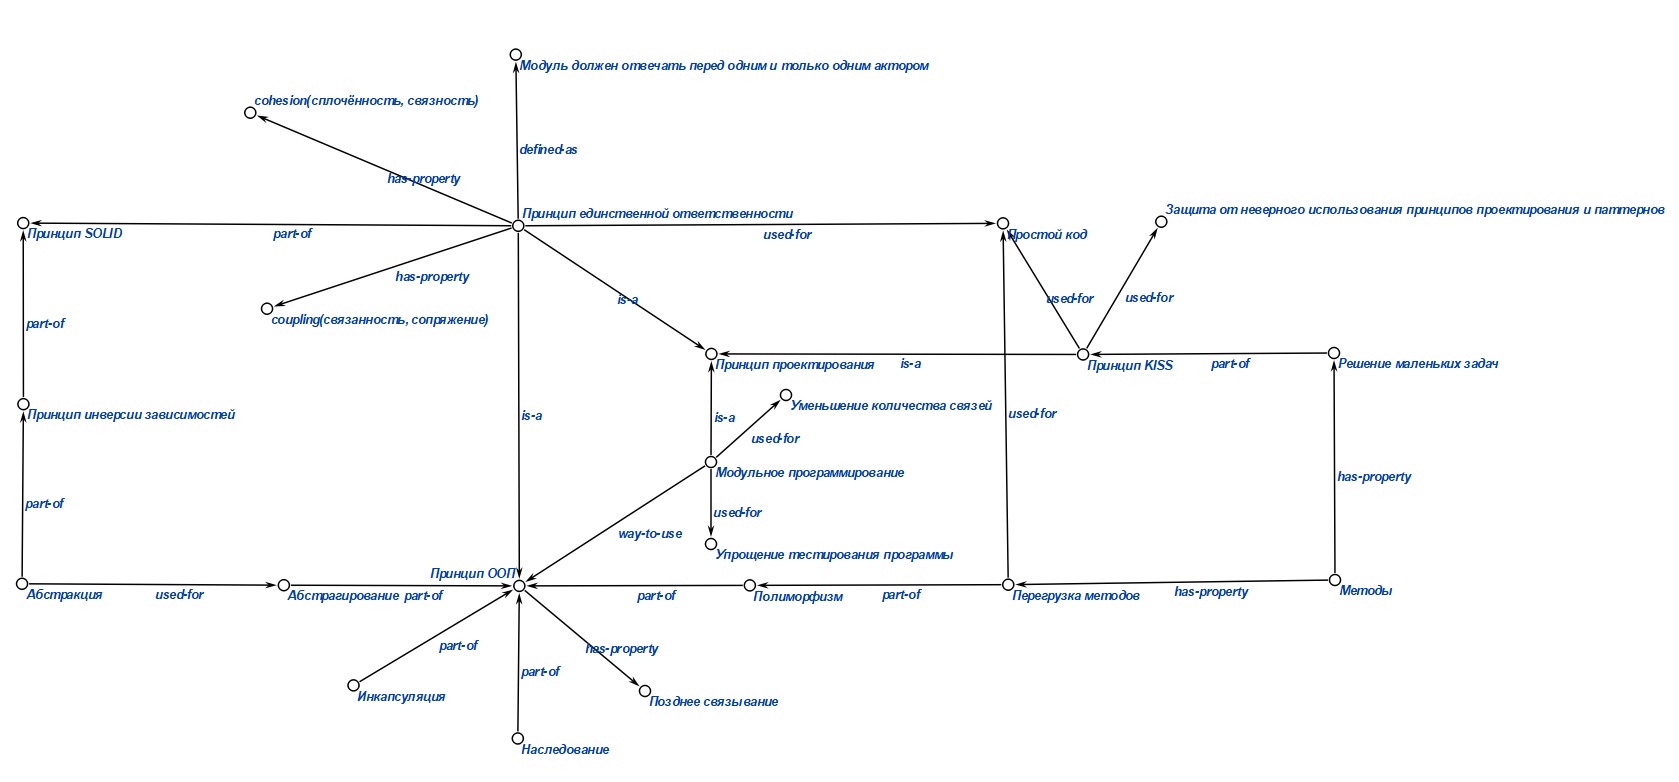 Модуль должен отвечать перед одним и только одним актором
cohesion(сплочённость, связность)
defined-as
has-property
Принцип единственной ответственности
Защита от неверного использования принципов проектирования и паттернов
Принцип SOLID
part-of
used-for
Простой код
has-property
is-a
used-for
used-for
coupling(связанность, сопряжение)
part-of
Принцип проектирования
is-a
Принцип KISS
part-of
Решение маленьких задач
Уменьшение количества связей
Принцип инверсии зависимостей
is-a
is-a
used-for
used-for
Модульное программирование
has-property
part-of
used-for
way-to-use
Упрощение тестирования программы
Принцип ООП
Абстракция
used-for
Абстрагирование
part-of
part-of
Полиморфизм
part-of
Перегрузка методов
has-property
Методы
part-of
has-property
part-of
Инкапсуляция
Позднее связывание
Наследование